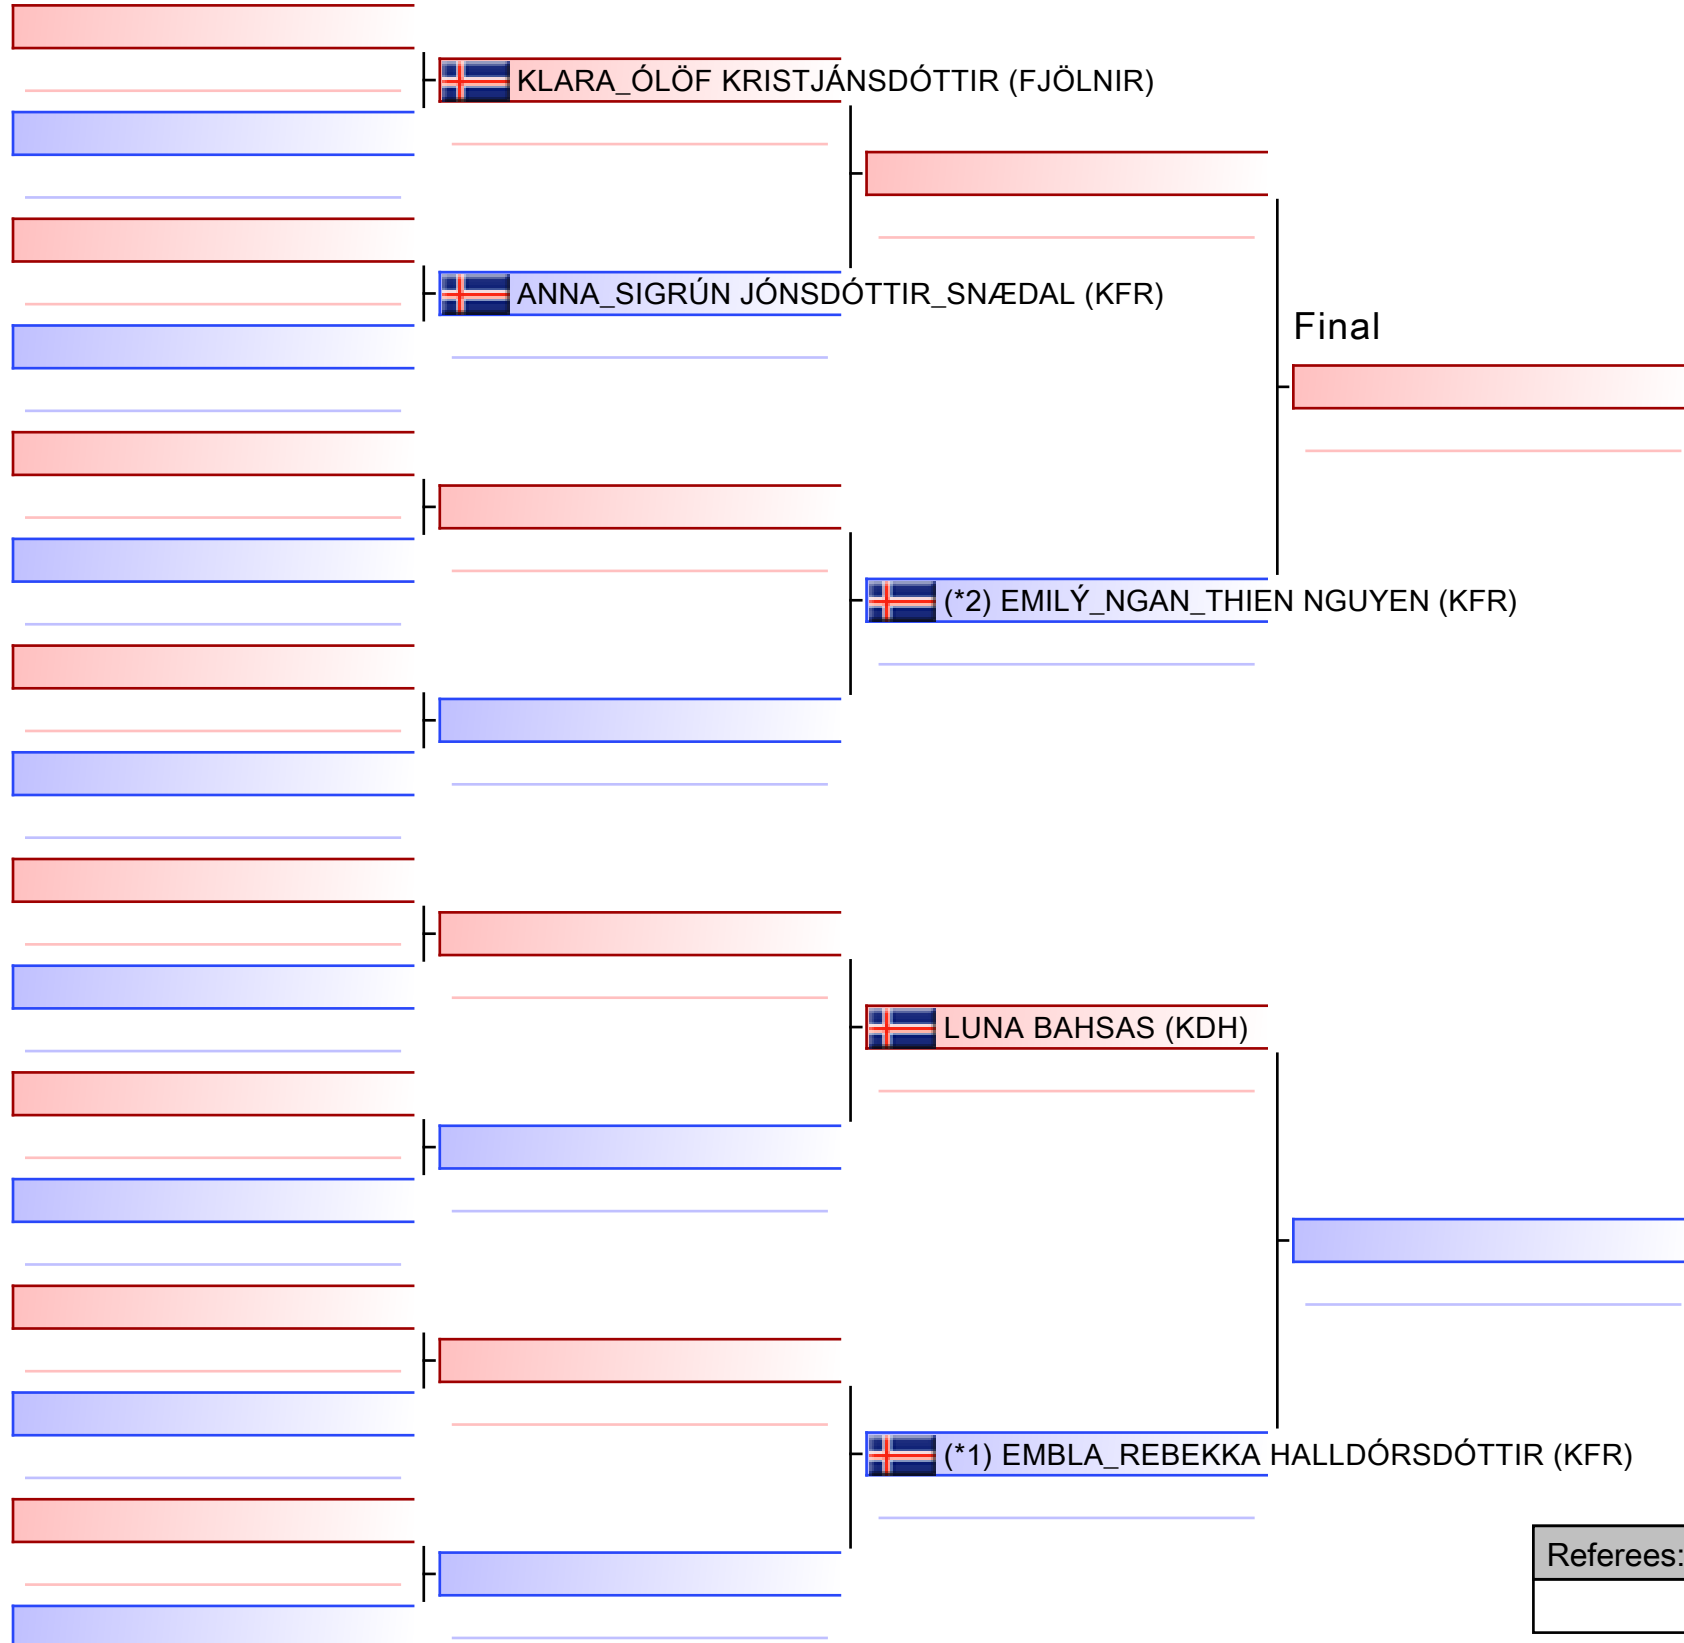 KLARA_ÓLÖF KRISTJÁNSDÓTTIR (FJÖLNIR)
ANNA_SIGRÚN JÓNSDÓTTIR_SNÆDAL (KFR)
Final
(*2) EMILÝ_NGAN_THIEN NGUYEN (KFR)
LUNA BAHSAS (KDH)
(*1) EMBLA_REBEKKA HALLDÓRSDÓTTIR (KFR)
Referees: